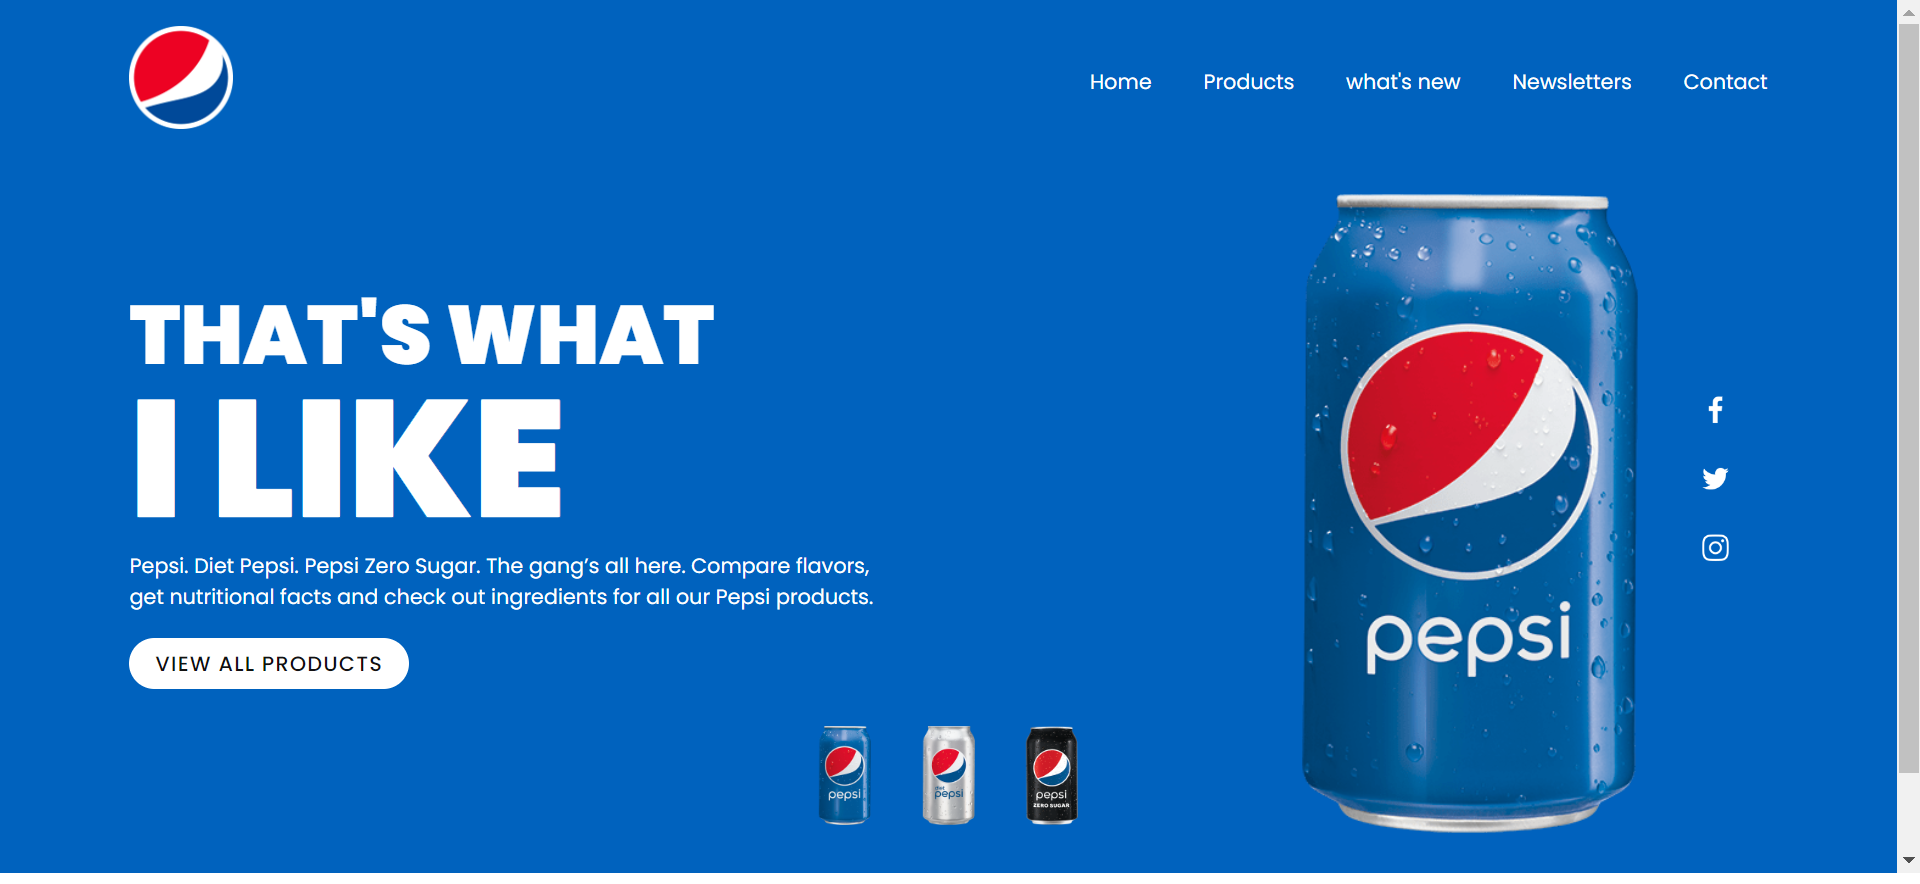 Home Products what's new Newsletters Contact
THAT'S WHAT
I LIKE
Pepsi. Diet Pepsi. Pepsi Zero Sugar. The gang’s all here. Compare flavors,
get nutritional facts and check out ingredients for all our Pepsi products.
VIEW ALL PRODUCTS
pepsi
pepsi
diet
pepsi
pepsi
ZERO SUGAR